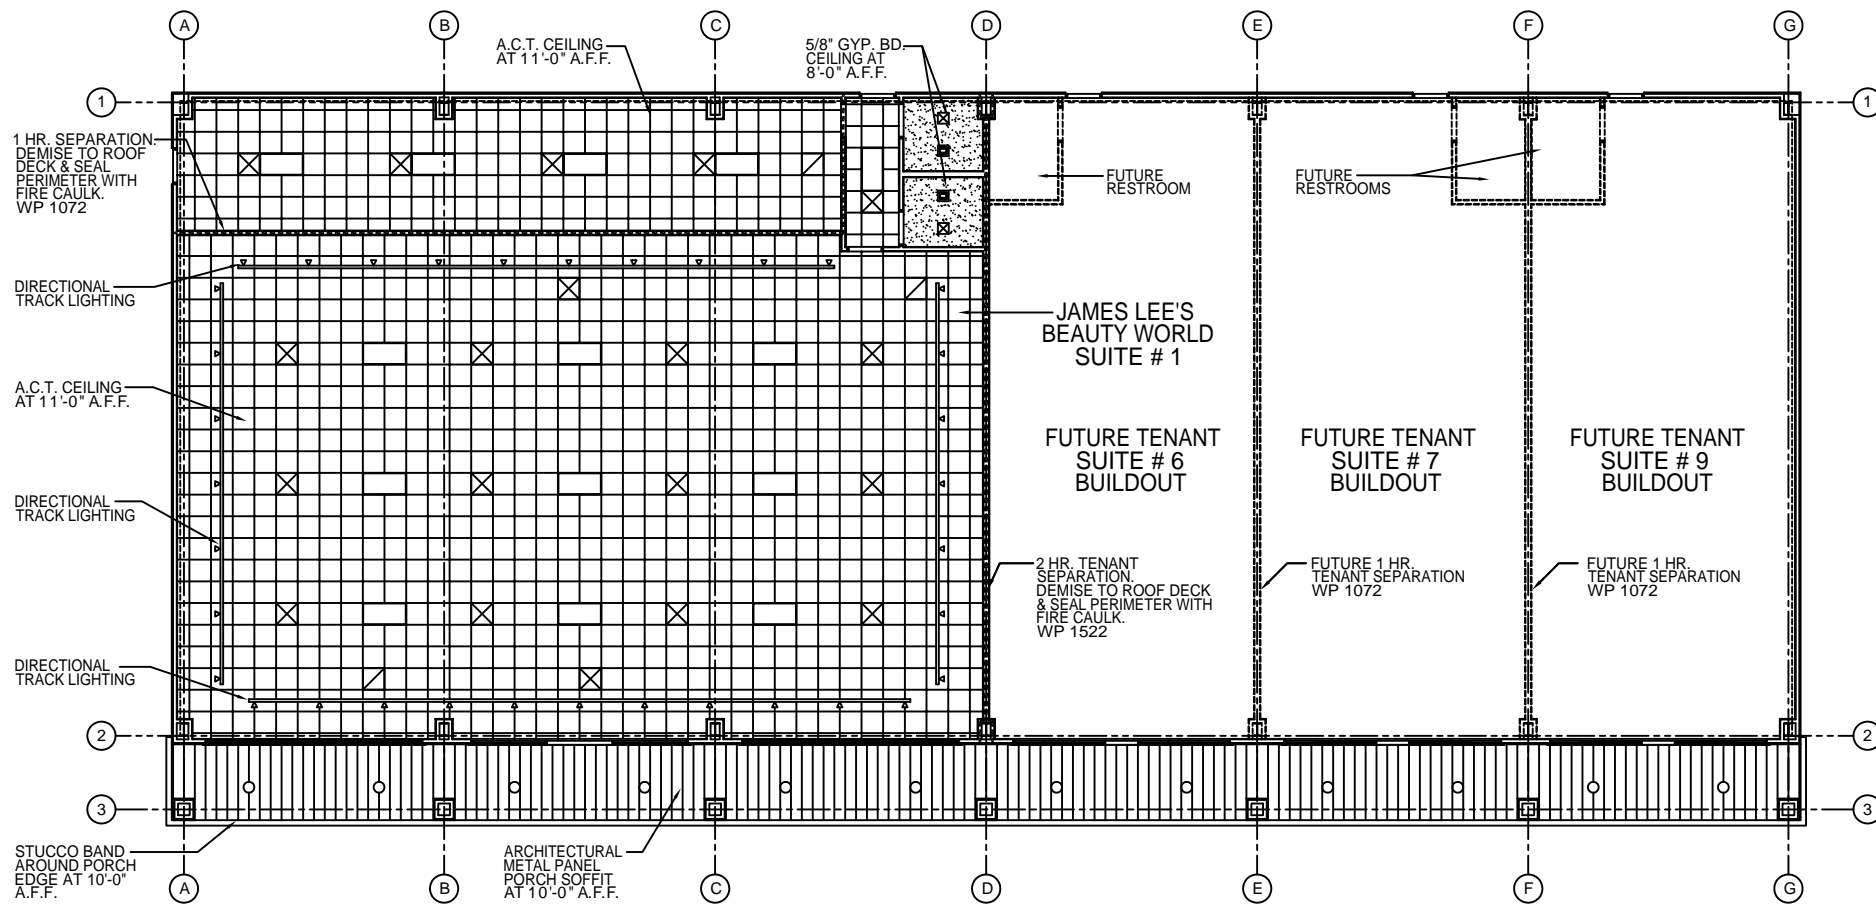 A
B
C
D
E
F
G
A.C.T. CEILING
AT 11'-0" A.F.F.
5/8" GYP. BD.
CEILING AT
8'-0" A.F.F.
1
1
1 HR. SEPARATION.
DEMISE TO ROOF
DECK & SEAL
PERIMETER WITH
FIRE CAULK.
WP 1072
FUTURE
RESTROOM
FUTURE
RESTROOMS
DIRECTIONAL
TRACK LIGHTING
JAMES LEE'S
BEAUTY WORLD
SUITE # 1
A.C.T. CEILING
AT 11'-0" A.F.F.
FUTURE TENANT
SUITE # 6
BUILDOUT
FUTURE TENANT
SUITE # 7
BUILDOUT
FUTURE TENANT
SUITE # 9
BUILDOUT
DIRECTIONAL
TRACK LIGHTING
2 HR. TENANT
SEPARATION.
DEMISE TO ROOF DECK
& SEAL PERIMETER WITH
FIRE CAULK.
WP 1522
FUTURE 1 HR.
TENANT SEPARATION
WP 1072
FUTURE 1 HR.
TENANT SEPARATION
WP 1072
DIRECTIONAL
TRACK LIGHTING
2
2
3
3
STUCCO BAND
AROUND PORCH
EDGE AT 10'-0"
A.F.F.
ARCHITECTURAL
METAL PANEL
PORCH SOFFIT
AT 10'-0" A.F.F.
A
B
C
D
E
F
G